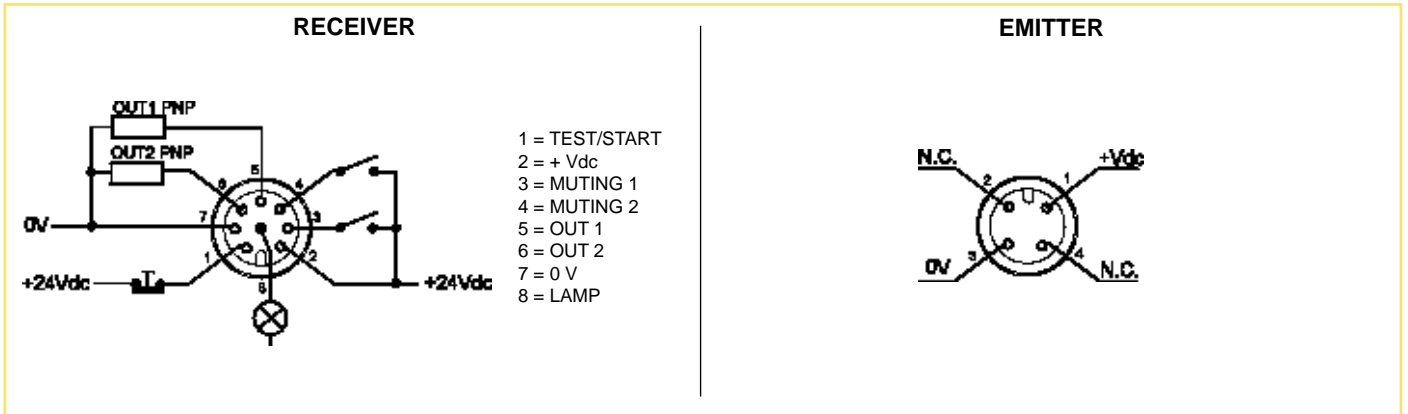 RECEIVER
OUT1 PNP
OUT2 PNP
5
6
4
7
3
0V
1
2
+24Vdc
T
8
+24Vdc
1 = TEST/START
2 = + Vdc
3 = MUTING 1
4 = MUTING 2
5 = OUT 1
6 = OUT 2
7 = 0 V
8 = LAMP
EMITTER
N.C.
+Vdc
2
1
3
4
0V
N.C.